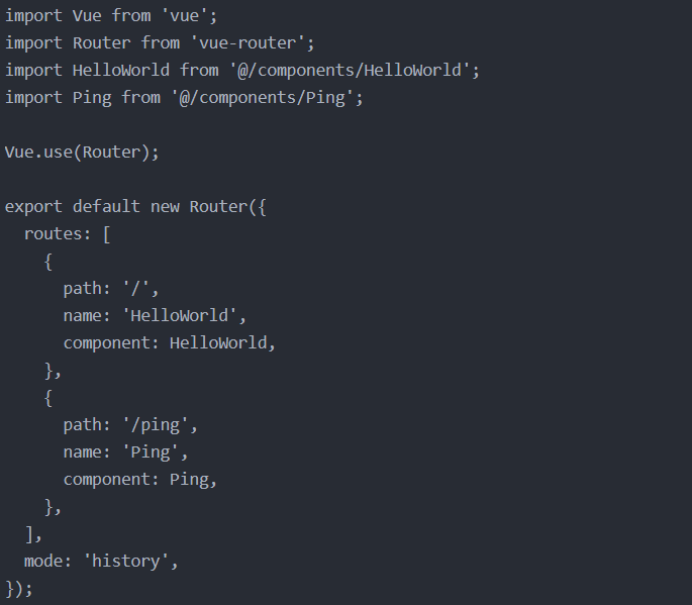 import Vue from 'vue';
import Router from 'vue-router';
import HelloWorld from '@/components/HelloWorld';
import Ping from '@/components/Ping';

Vue.use(Router);

export default new Router({
  routes: [
    {
      path: '/',
      name: 'HelloWorld',
      component: HelloWorld,
    },
    {
      path: '/ping',
      name: 'Ping',
      component: Ping,
    },
  ],
  mode: 'history',
});